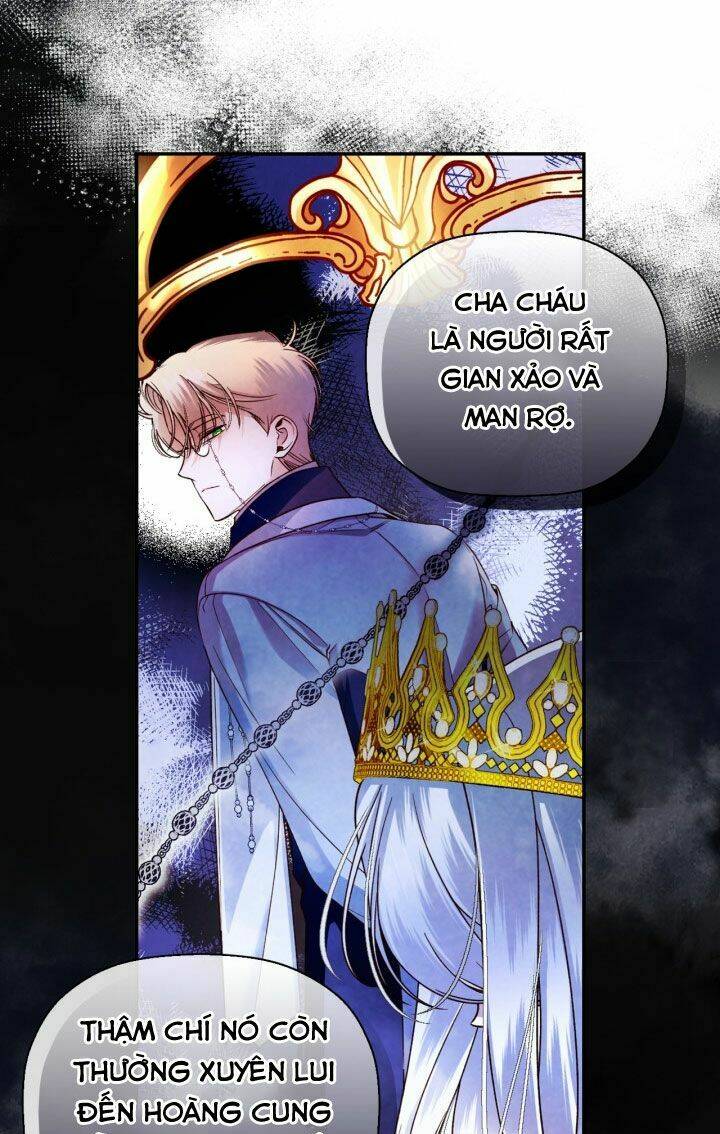 CHA CHÁU
LÀ NGƯỜI RẤT
GIAN XẢO VÀ
MAN RỢ.
THẬM CHÍ NÓ CÒN
THƯỜNG XUYÊN LUI
ĐẾN HOÀNG CUNG